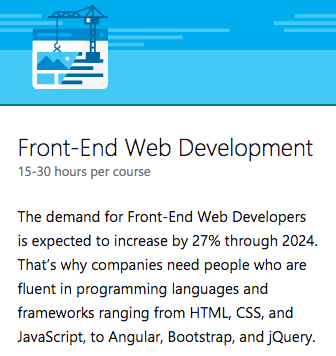 Front-End Web Development
15-30 hours per course
The demand for Front-End Web Developers
is expected to increase by 27% through 2024.
That's why companies need people who are
fluent in programming languages and
frameworks ranging from HTML, CSS, and
JavaScript, to Angular, Bootstrap, and jQuery.